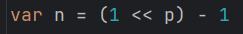 var n = (1 << p) - 1